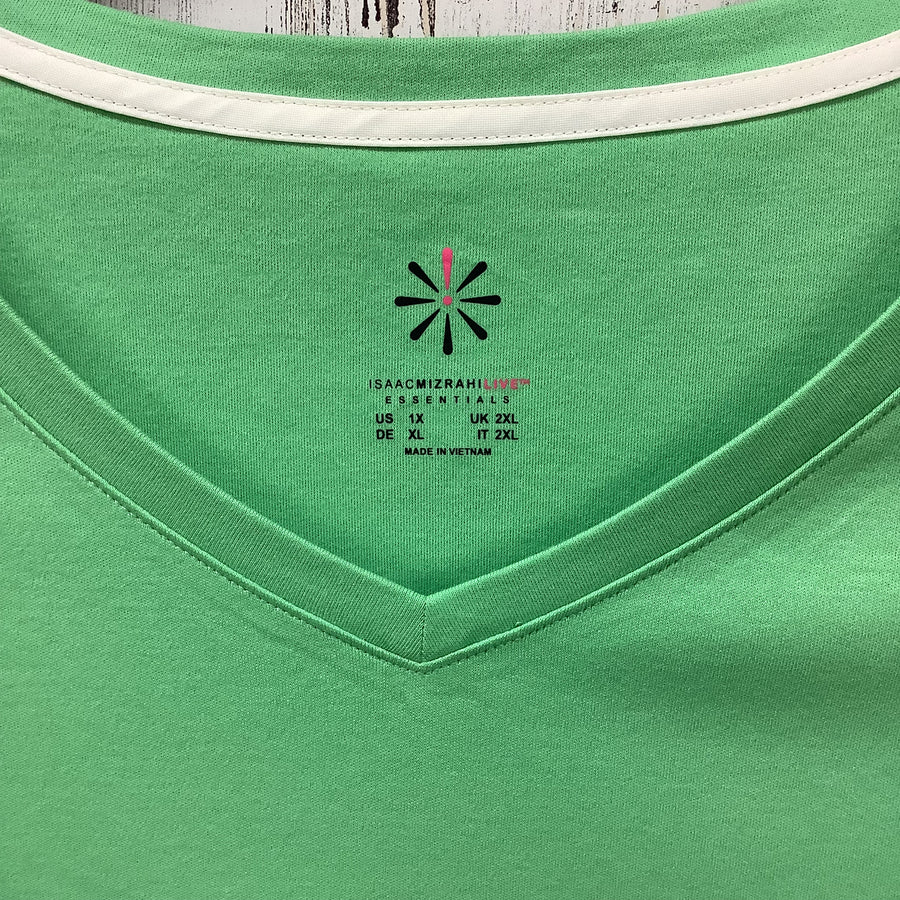 ISAACMIZRAHILIVE™
ESSENTIALS
US 1X UK 2XL
DE XL IT 2XL
MADE IN VIETNAM